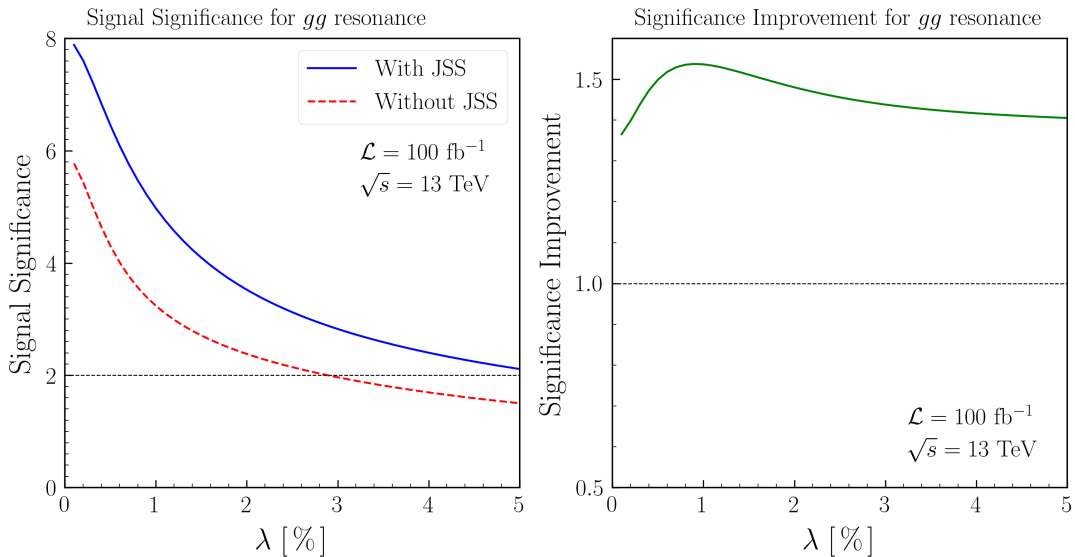 Signal Significance for gg resonance
Signal Significance
8
6
4
2
0
0
1
2
3
4
5
λ [%]
With JSS
Without JSS
𝓛 = 100 fb⁻¹
√s = 13 TeV
Significance Improvement for gg resonance
Significance Improvement
1.5
1.0
0.5
0
1
2
3
4
5
λ [%]
𝓛 = 100 fb⁻¹
√s = 13 TeV